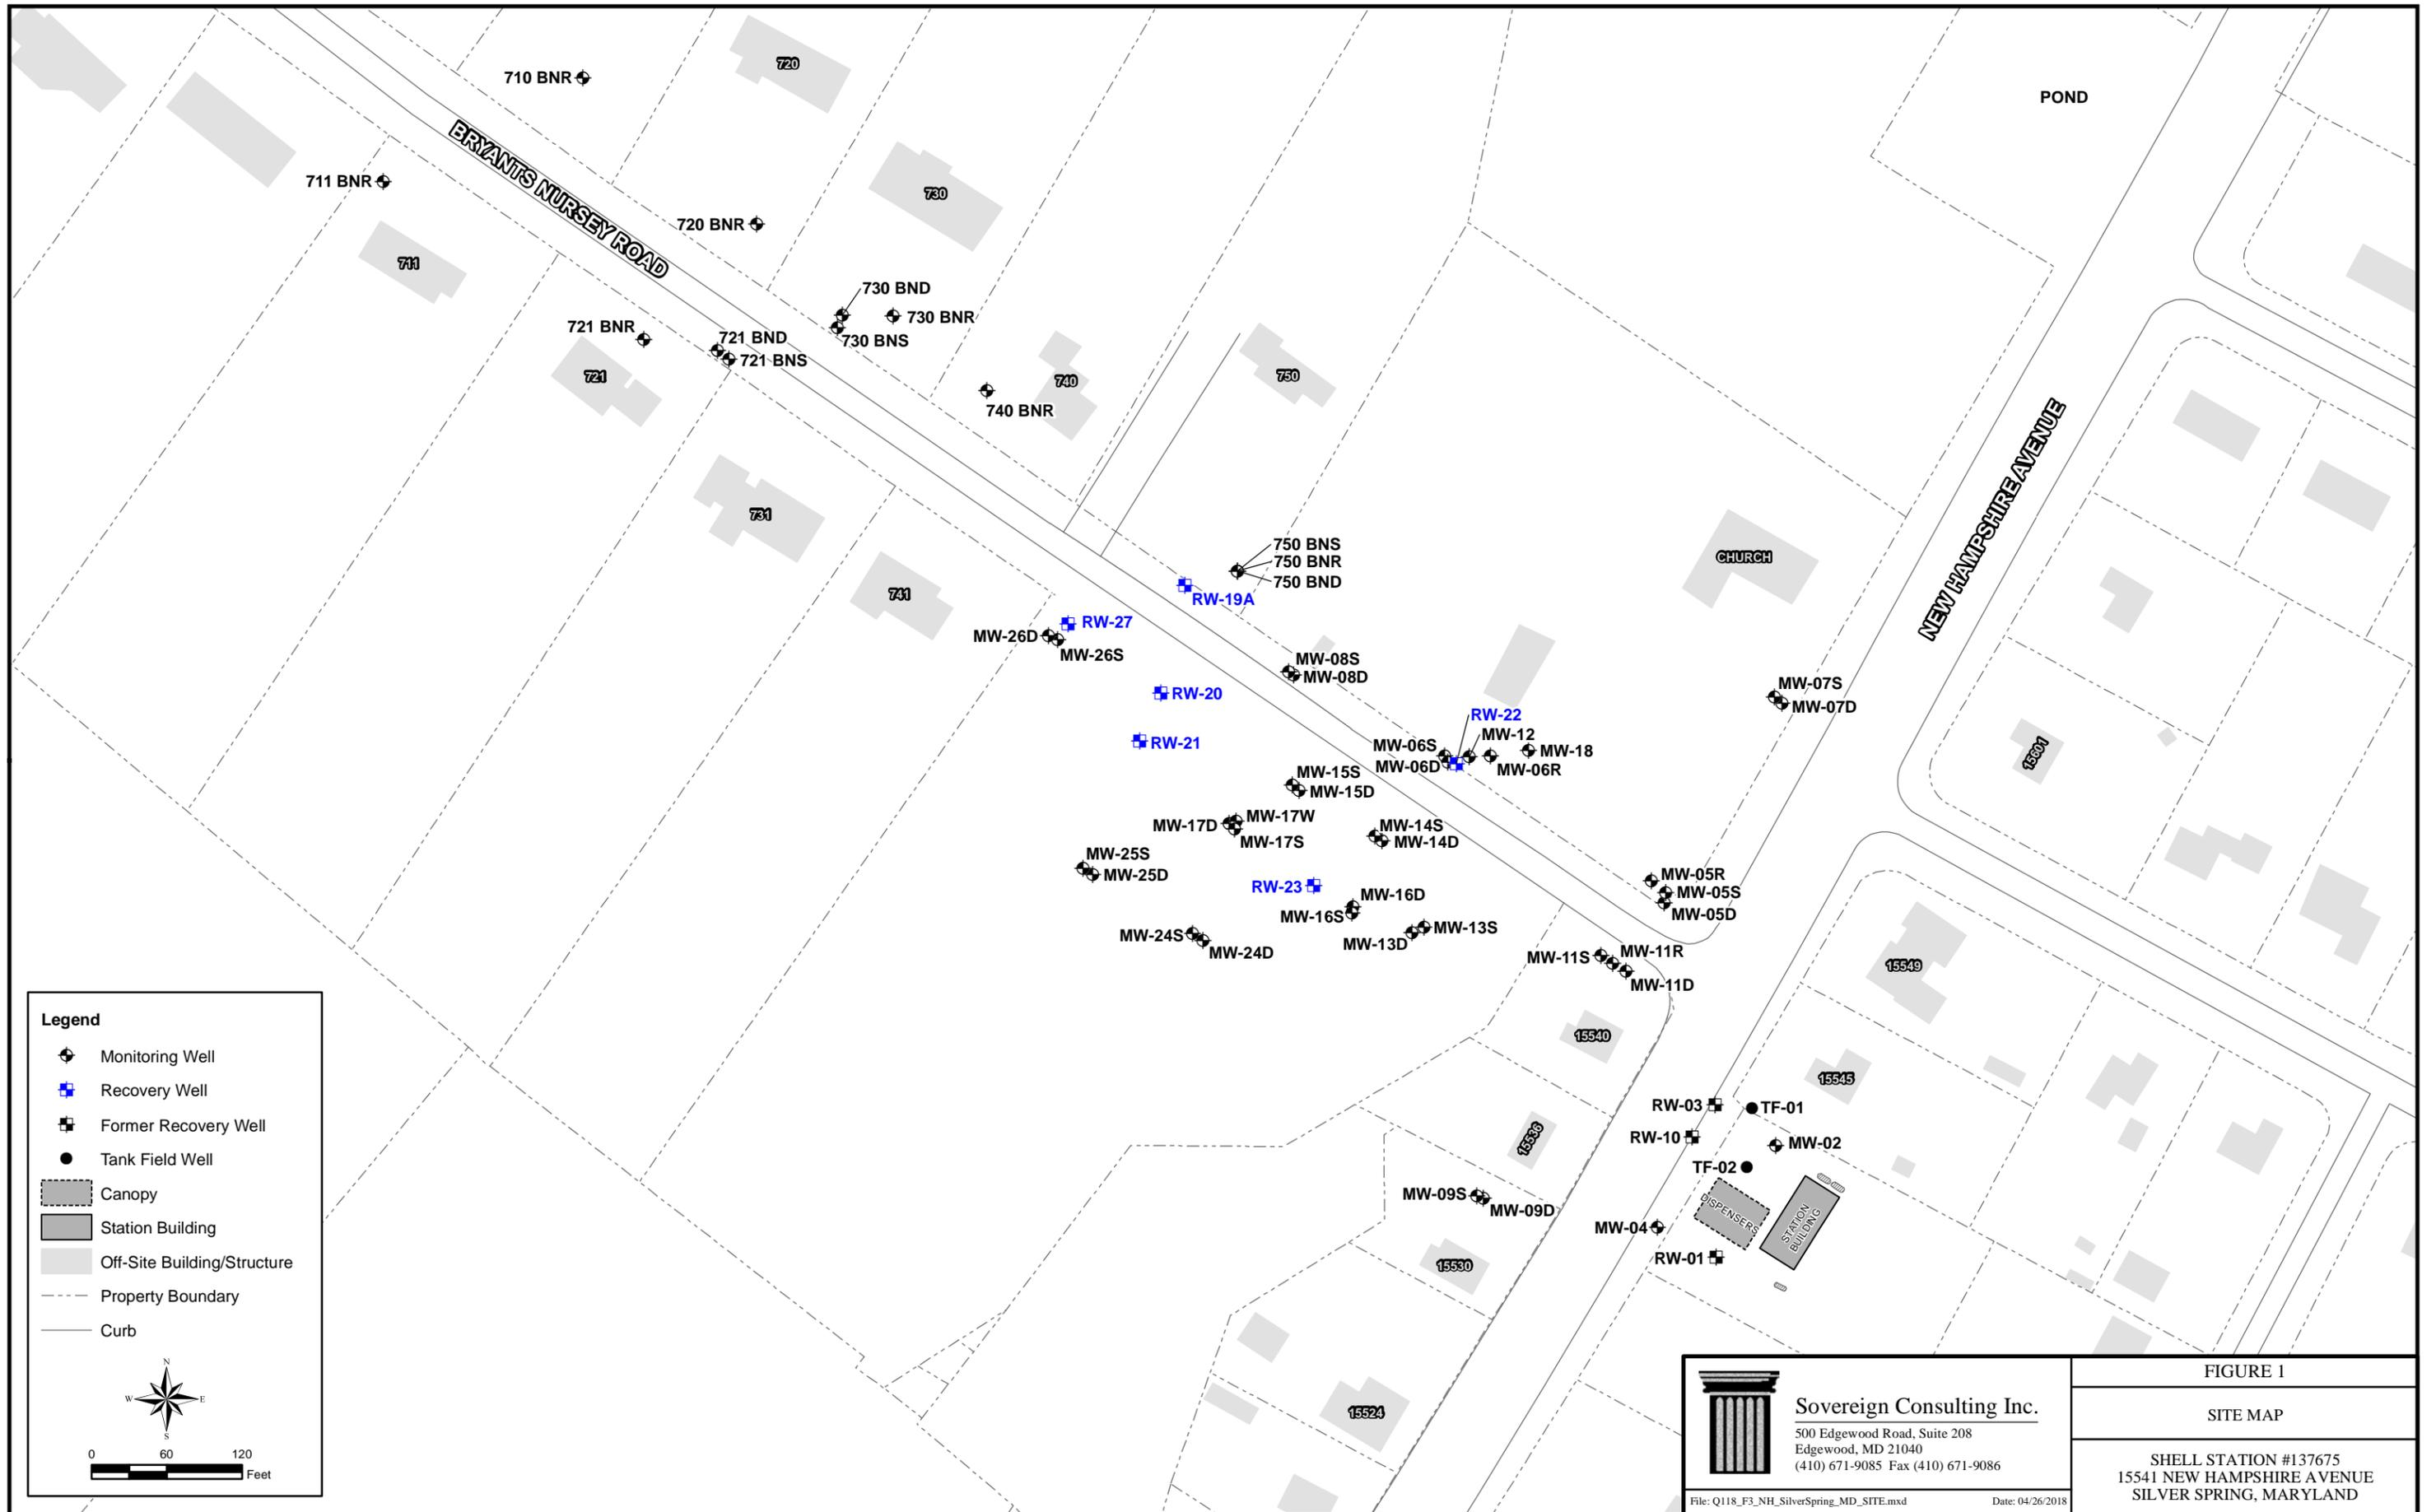 720
POND
710 BNR
BRYANTS NURSEY ROAD
711 BNR
730
720 BNR
711
730 BND
730 BNR
730 BNS
721 BNR
721 BND
721 BNS
721
740
750
740 BNR
NEW HAMPSHIRE AVENUE
731
750 BNS
750 BNR
750 BND
CHURCH
RW-19A
741
RW-27
MW-26D
MW-26S
MW-08S
MW-08D
RW-20
MW-07S
MW-07D
RW-22
RW-21
MW-12
MW-06S
MW-18
MW-06D
MW-06R
15601
MW-15S
MW-15D
MW-17W
MW-17D
MW-17S
MW-14S
MW-14D
MW-25S
MW-25D
MW-05R
MW-05S
MW-05D
RW-23
MW-16D
MW-16S
MW-13S
MW-13D
MW-24S
MW-24D
MW-11R
MW-11S
MW-11D
15549
15540
15545
15536
RW-03
TF-01
RW-10
MW-02
TF-02
MW-09S
MW-09D
DISPENSERS
STATION
BUILDING
MW-04
RW-01
15530
15524
Legend
Monitoring Well
Recovery Well
Former Recovery Well
Tank Field Well
Canopy
Station Building
Off-Site Building/Structure
Property Boundary
Curb
N
W
E
S
0 60 120
Feet
Sovereign Consulting Inc.
500 Edgewood Road, Suite 208
Edgewood, MD 21040
(410) 671-9085 Fax (410) 671-9086
File: Q118_F3_NH_SilverSpring_MD_SITE.mxd Date: 04/26/2018
FIGURE 1
SITE MAP
SHELL STATION #137675
15541 NEW HAMPSHIRE AVENUE
SILVER SPRING, MARYLAND